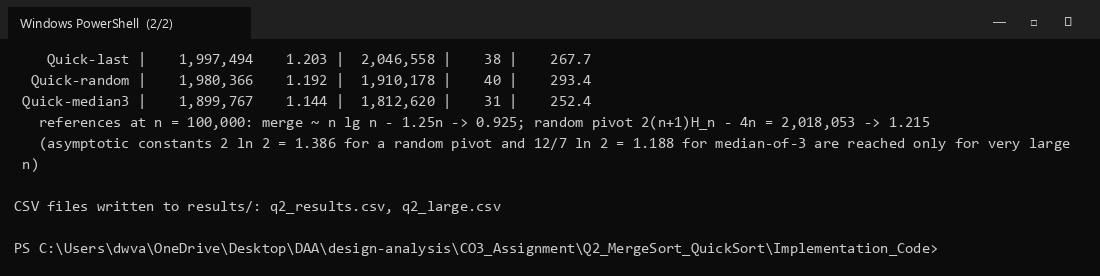 Windows PowerShell (2/2)
Quick-last |    1,997,494    1.203 |  2,046,558 |    38 |    267.7
Quick-random |    1,980,366    1.192 |  1,910,178 |    40 |    293.4
Quick-median3 |    1,899,767    1.144 |  1,812,620 |    31 |    252.4
references at n = 100,000: merge ~ n lg n - 1.25n -> 0.925; random pivot 2(n+1)H_n - 4n = 2,018,053 -> 1.215
(asymptotic constants 2 ln 2 = 1.386 for a random pivot and 12/7 ln 2 = 1.188 for median-of-3 are reached only for very large
n)
CSV files written to results/: q2_results.csv, q2_large.csv
PS C:\Users\dwva\OneDrive\Desktop\DAA\design-analysis\CO3_Assignment\Q2_MergeSort_QuickSort\Implementation_Code>